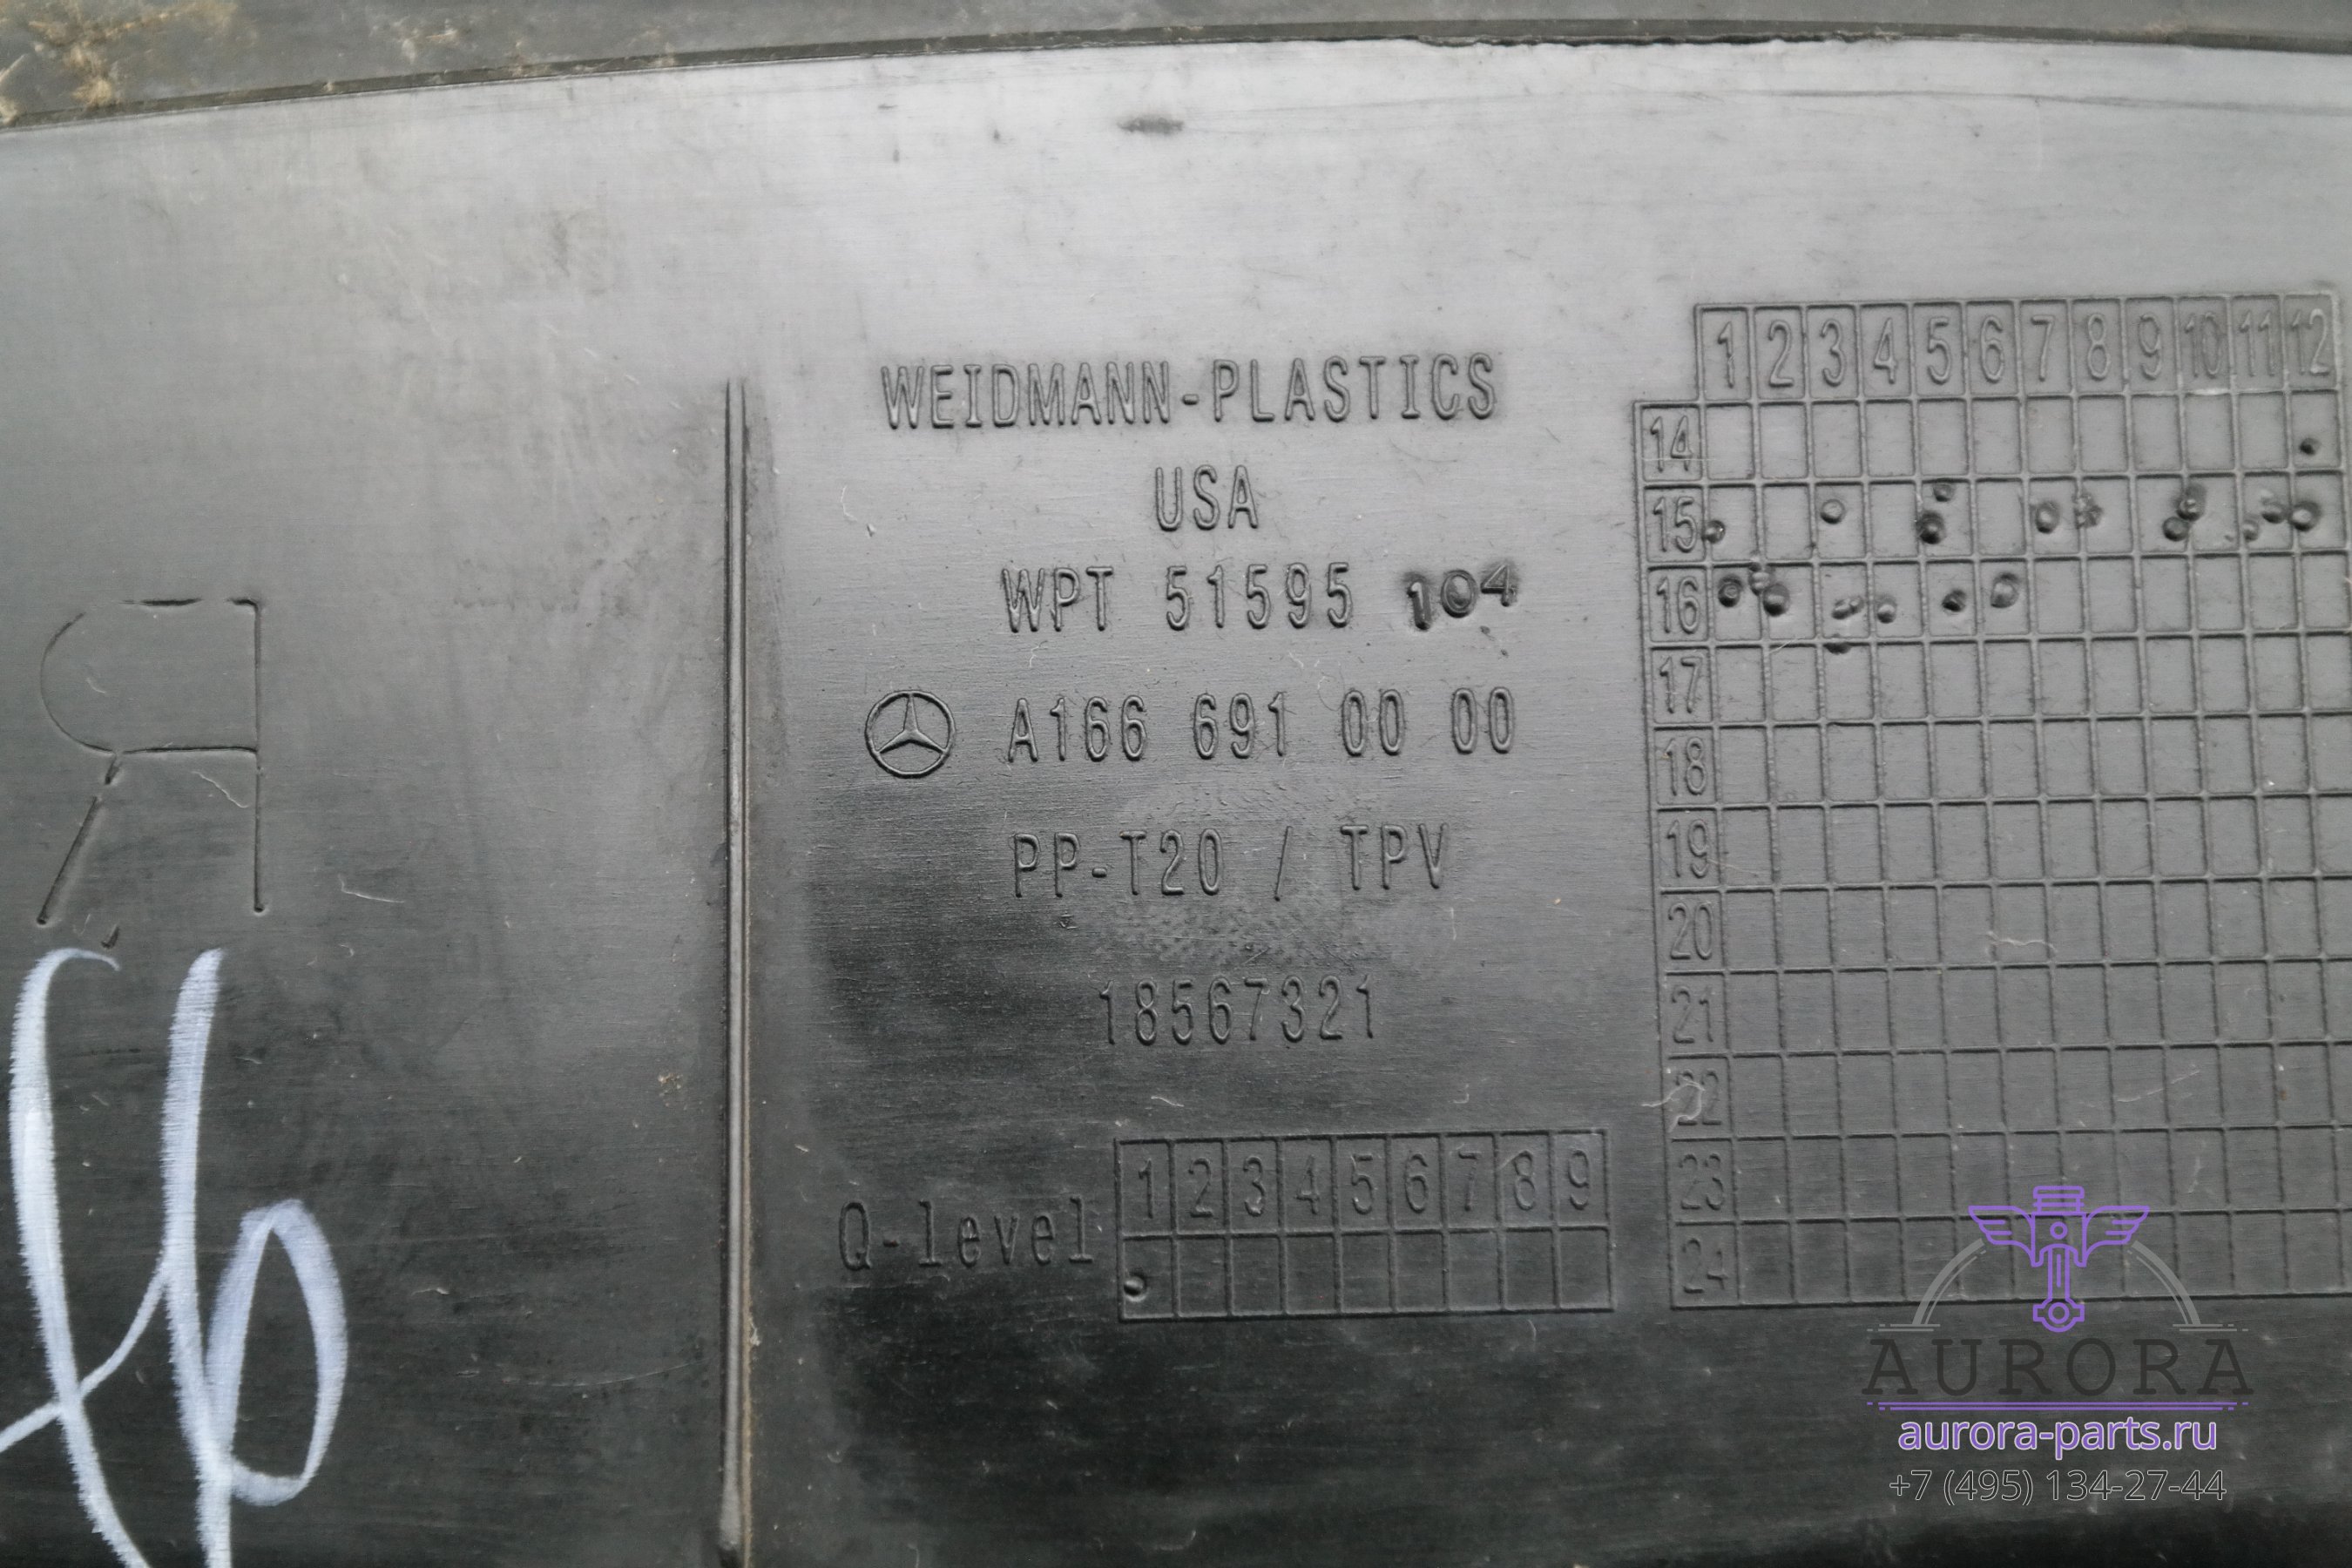 WEIDMANN-PLASTICS
USA
WPT 51595 104
A166 691 00 00
PP-T20 / TPV
18567321
Q-level
1 2 3 4 5 6 7 8 9
1 2 3 4 5 6 7 8 9 10 11 12
14
15
16
17
18
19
20
21
22
23
24
AURORA
aurora-parts.ru
+7 (495) 134-27-44